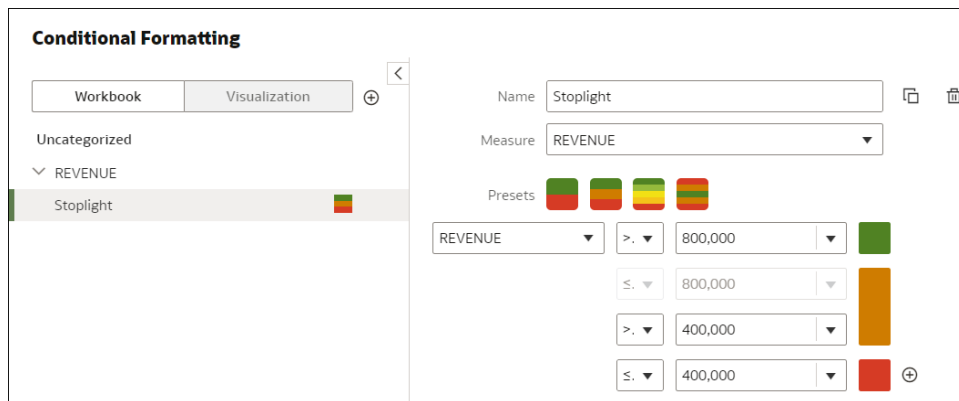 Conditional Formatting
Workbook
Visualization
Uncategorized
REVENUE
Stoplight
Name
Stoplight
Measure
REVENUE
Presets
REVENUE
>.
800,000
≤.
800,000
>.
400,000
≤.
400,000